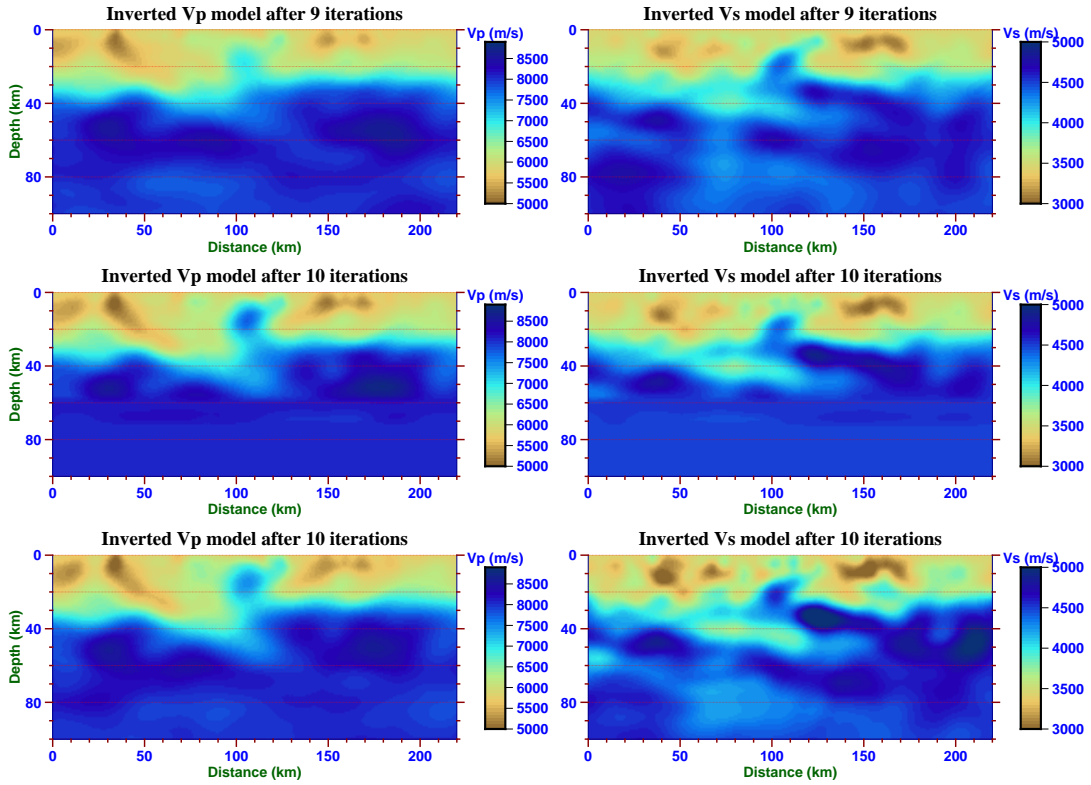 Inverted Vp model after 9 iterations
Vp (m/s)
0
40
80
Depth (km)
0 50 100 150 200
Distance (km)
8500
8000
7500
7000
6500
6000
5500
5000
Inverted Vs model after 9 iterations
Vs (m/s)
0
40
80
0 50 100 150 200
Distance (km)
5000
4500
4000
3500
3000
Inverted Vp model after 10 iterations
Vp (m/s)
0
40
80
Depth (km)
0 50 100 150 200
Distance (km)
8500
8000
7500
7000
6500
6000
5500
5000
Inverted Vs model after 10 iterations
Vs (m/s)
0
40
80
0 50 100 150 200
Distance (km)
5000
4500
4000
3500
3000
Inverted Vp model after 10 iterations
Vp (m/s)
0
40
80
Depth (km)
0 50 100 150 200
Distance (km)
8500
8000
7500
7000
6500
6000
5500
5000
Inverted Vs model after 10 iterations
Vs (m/s)
0
40
80
0 50 100 150 200
Distance (km)
5000
4500
4000
3500
3000